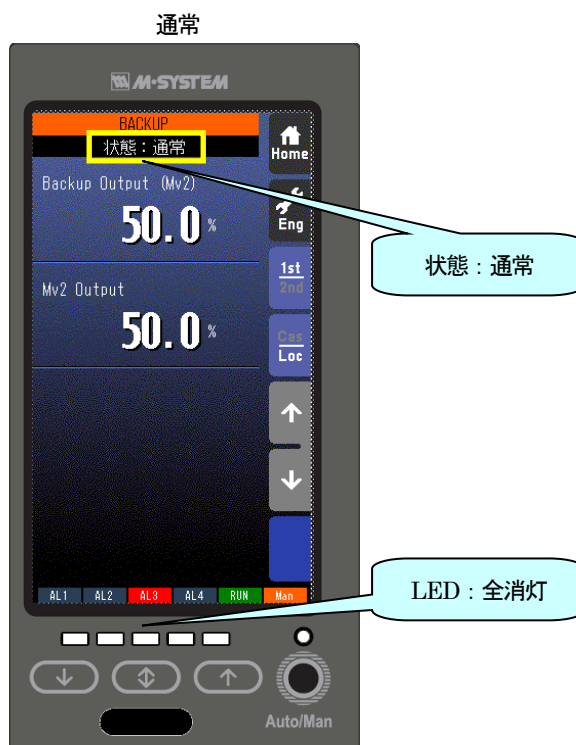 通常
M-SYSTEM
BACKUP
状態：通常
Home
Backup Output (Mv2)
50.0 %
Eng
状態：通常
1st
2nd
Mv2 Output
50.0 %
Cas
Loc
AL1 AL2 AL3 AL4 RUN Man
LED：全消灯
Auto/Man